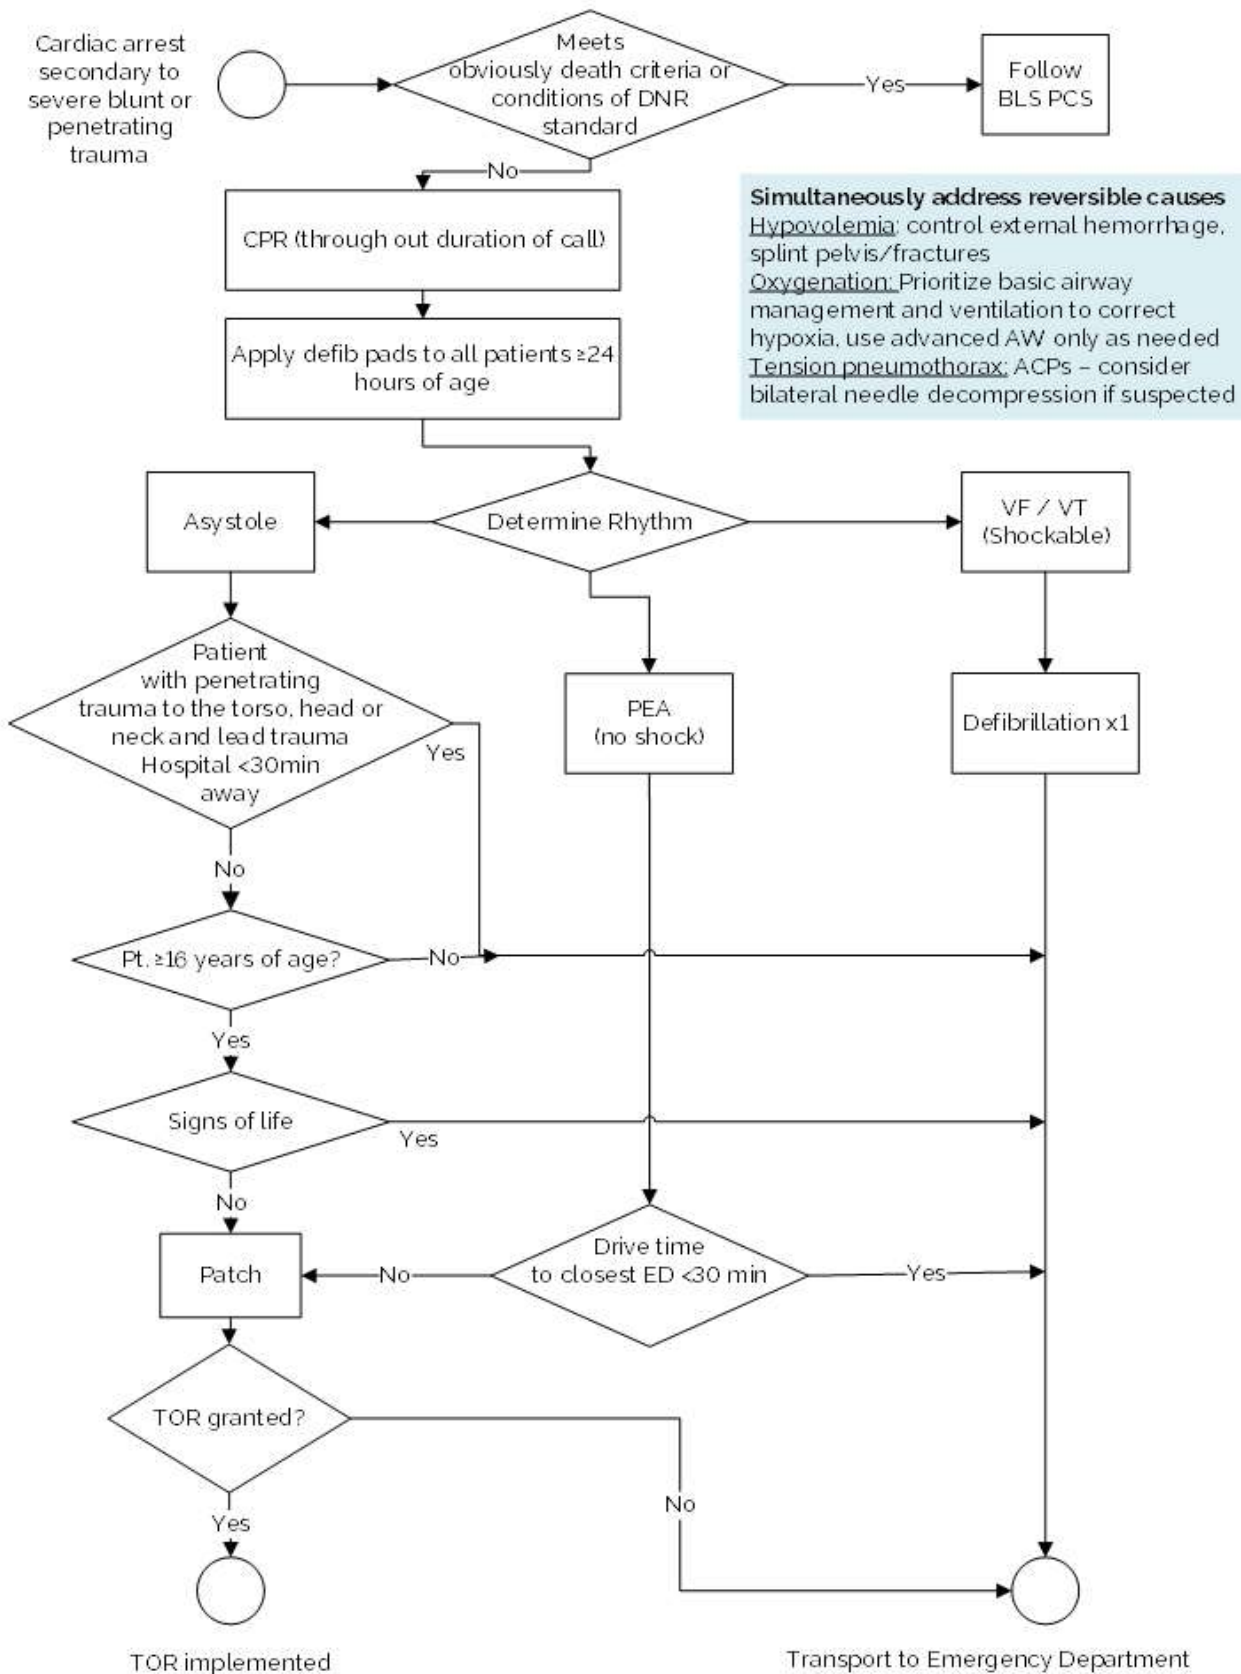 Cardiac arrest
secondary to
severe blunt or
penetrating
trauma
Meets
obviously death criteria or
conditions of DNR
standard
Yes
Follow
BLS PCS
No
CPR (through out duration of call)
Simultaneously address reversible causes
Hypovolemia: control external hemorrhage,
splint pelvis/fractures
Oxygenation: Prioritize basic airway
management and ventilation to correct
hypoxia, use advanced AW only as needed
Tension pneumothorax: ACPs – consider
bilateral needle decompression if suspected
Apply defib pads to all patients ≥24
hours of age
Asystole
Determine Rhythm
VF / VT
(Shockable)
Patient
with penetrating
trauma to the torso, head or
neck and lead trauma
Hospital <30min
away
Yes
PEA
(no shock)
Defibrillation x1
No
Pt. ≥16 years of age?
No
Yes
Signs of life
Yes
No
Patch
No
Drive time
to closest ED <30 min
Yes
TOR granted?
No
Yes
TOR implemented
Transport to Emergency Department